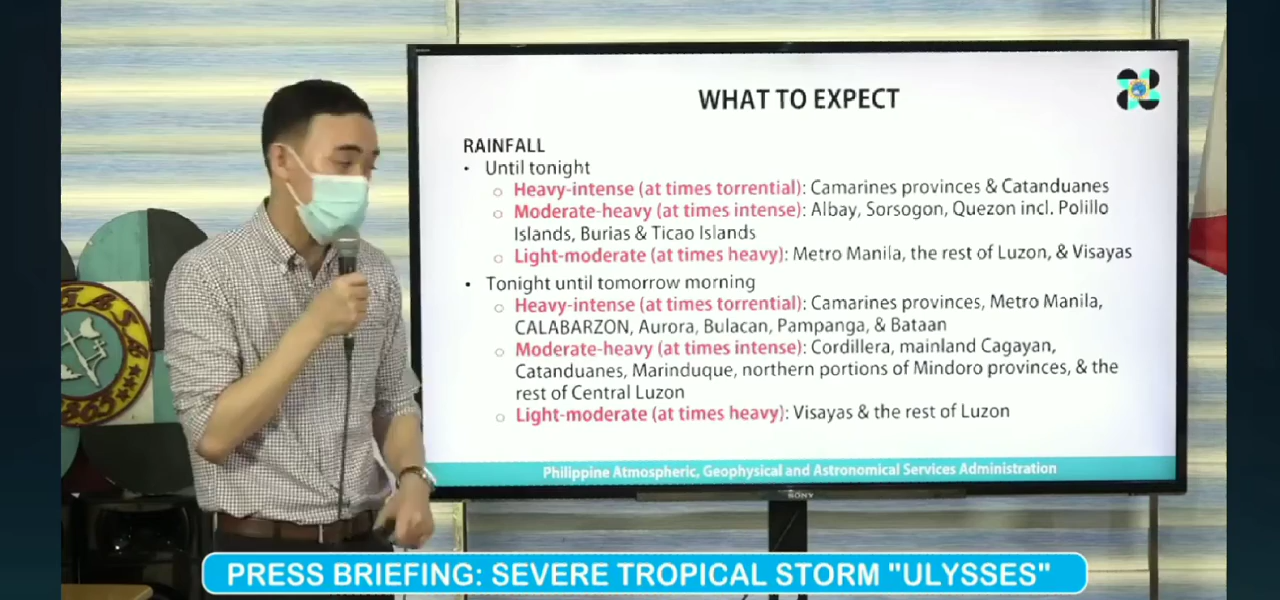 WHAT TO EXPECT
RAINFALL
• Until tonight
○ Heavy-intense (at times torrential): Camarines provinces & Catanduanes
○ Moderate-heavy (at times intense): Albay, Sorsogon, Quezon incl. Polillo
Islands, Burias & Ticao Islands
○ Light-moderate (at times heavy): Metro Manila, the rest of Luzon, & Visayas
• Tonight until tomorrow morning
○ Heavy-intense (at times torrential): Camarines provinces, Metro Manila,
CALABARZON, Aurora, Bulacan, Pampanga, & Bataan
○ Moderate-heavy (at times intense): Cordillera, mainland Cagayan,
Catanduanes, Marinduque, northern portions of Mindoro provinces, & the
rest of Central Luzon
○ Light-moderate (at times heavy): Visayas & the rest of Luzon
Philippine Atmospheric, Geophysical and Astronomical Services Administration
SONY
PRESS BRIEFING: SEVERE TROPICAL STORM "ULYSSES"